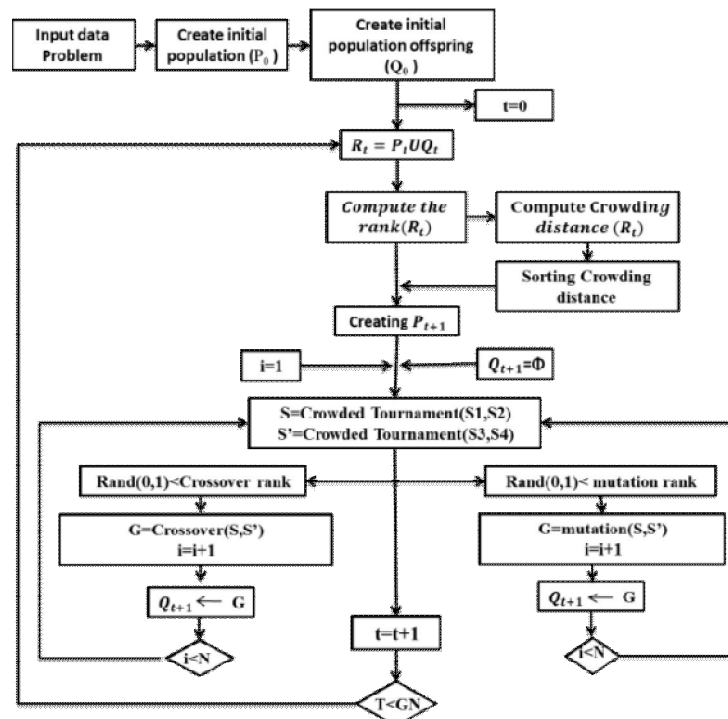 Input data
Problem
Create initial
population (P₀ )
Create initial
population offspring
(Q₀ )
t=0
Rₜ = PₜUQₜ
Compute the
rank(Rₜ)
Compute Crowding
distance (Rₜ)
Sorting Crowding
distance
Creating Pₜ₊₁
i=1
Qₜ₊₁=Φ
S=Crowded Tournament(S1,S2)
S'=Crowded Tournament(S3,S4)
Rand(0,1)<Crossover rank
Rand(0,1)< mutation rank
G=Crossover(S,S')
i=i+1
G=mutation(S,S')
i=i+1
Qₜ₊₁ ← G
Qₜ₊₁ ← G
t=t+1
i<N
i<N
T<GN